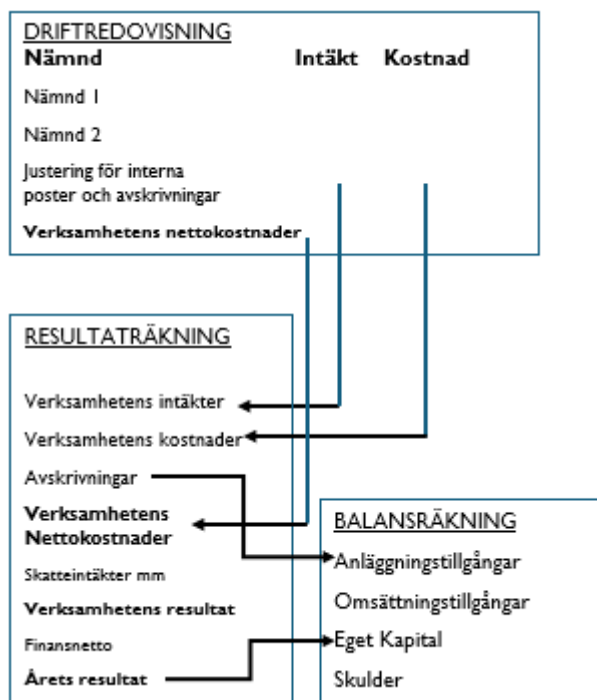 DRIFTREDOVISNING
Nämnd Intäkt Kostnad
Nämnd 1
Nämnd 2
Justering för interna
poster och avskrivningar
Verksamhetens nettokostnader
RESULTATRÄKNING
Verksamhetens intäkter
Verksamhetens kostnader
Avskrivningar
Verksamhetens
Nettokostnader
Skatteintäkter mm
Verksamhetens resultat
Finansnetto
Årets resultat
BALANSRÄKNING
Anläggningstillgångar
Omsättningstillgångar
Eget Kapital
Skulder